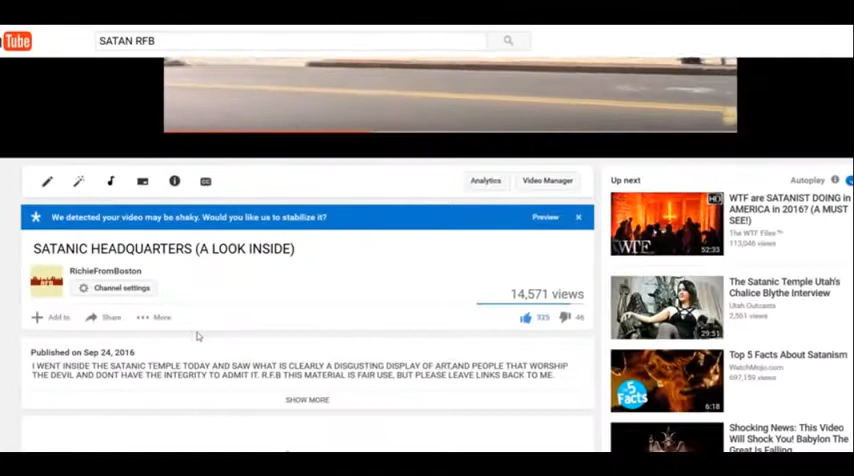 Tube
SATAN RFB
Analytics
Video Manager
Up next
Autoplay
We detected your video may be shaky. Would you like us to stabilize it?
Preview
SATANIC HEADQUARTERS (A LOOK INSIDE)
RichieFromBoston
Channel settings
14,571 views
Add to
Share
More
325
46
Published on Sep 24, 2016
I WENT INSIDE THE SATANIC TEMPLE TODAY AND SAW WHAT IS CLEARLY A DISGUSTING DISPLAY OF ART,AND PEOPLE THAT WORSHIP
THE DEVIL AND DONT HAVE THE INTEGRITY TO ADMIT IT. R.F.B THIS MATERIAL IS FAIR USE, BUT PLEASE LEAVE LINKS BACK TO ME.
SHOW MORE
HD
WTF
52:33
WTF are SATANIST DOING in
AMERICA in 2016? (A MUST
SEE!)
The WTF Files™
113,046 views
29:51
The Satanic Temple Utah's
Chalice Blythe Interview
Utah Outcasts
2,501 views
5
Facts
6:18
Top 5 Facts About Satanism
WatchMojo.com
697,159 views
Shocking News: This Video
Will Shock You! Babylon The
Great Is Falling